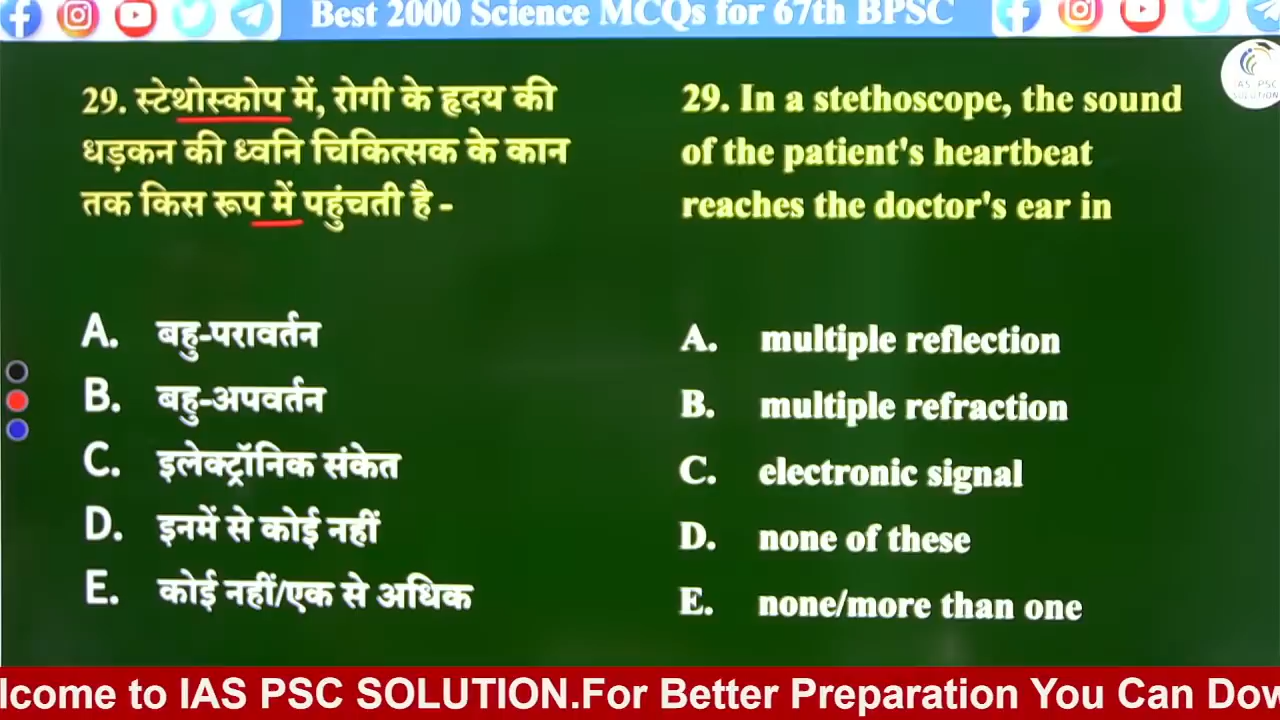 Best 2000 Science MCQs for 67th BPSC
IAS PSC
SOLUTION
29. स्टेथोस्कोप में, रोगी के हृदय की
धड़कन की ध्वनि चिकित्सक के कान
तक किस रूप में पहुंचती है -
A. बहु-परावर्तन
B. बहु-अपवर्तन
C. इलेक्ट्रॉनिक संकेत
D. इनमें से कोई नहीं
E. कोई नहीं/एक से अधिक
29. In a stethoscope, the sound
of the patient's heartbeat
reaches the doctor's ear in
A. multiple reflection
B. multiple refraction
C. electronic signal
D. none of these
E. none/more than one
lcome to IAS PSC SOLUTION.For Better Preparation You Can Dow